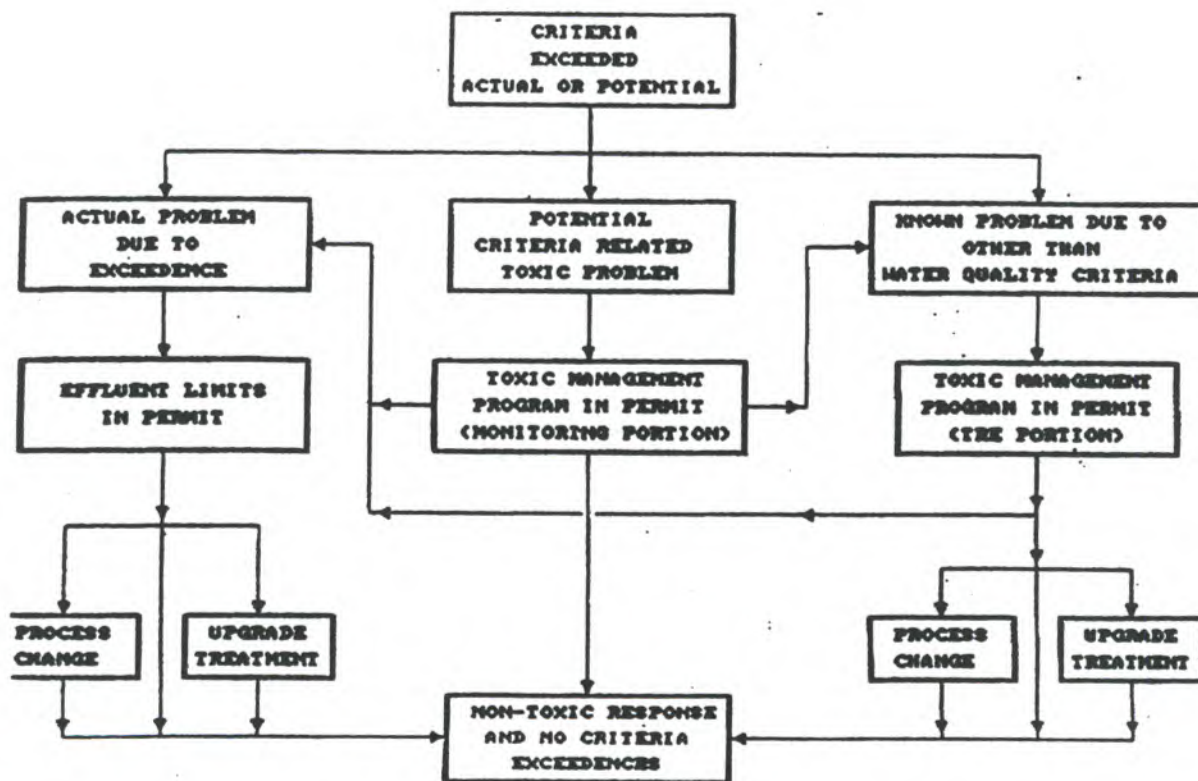 CRITERIA
EXCEEDED
ACTUAL OR POTENTIAL
ACTUAL PROBLEM
DUE TO
EXCEEDENCE
POTENTIAL
CRITERIA RELATED
TOXIC PROBLEM
KNOWN PROBLEM DUE TO
OTHER THAN
WATER QUALITY CRITERIA
EFFLUENT LIMITS
IN PERMIT
TOXIC MANAGEMENT
PROGRAM IN PERMIT
(MONITORING PORTION)
TOXIC MANAGEMENT
PROGRAM IN PERMIT
(TRE PORTION)
PROCESS
CHANGE
UPGRADE
TREATMENT
PROCESS
CHANGE
UPGRADE
TREATMENT
NON-TOXIC RESPONSE
AND NO CRITERIA
EXCEEDENCES